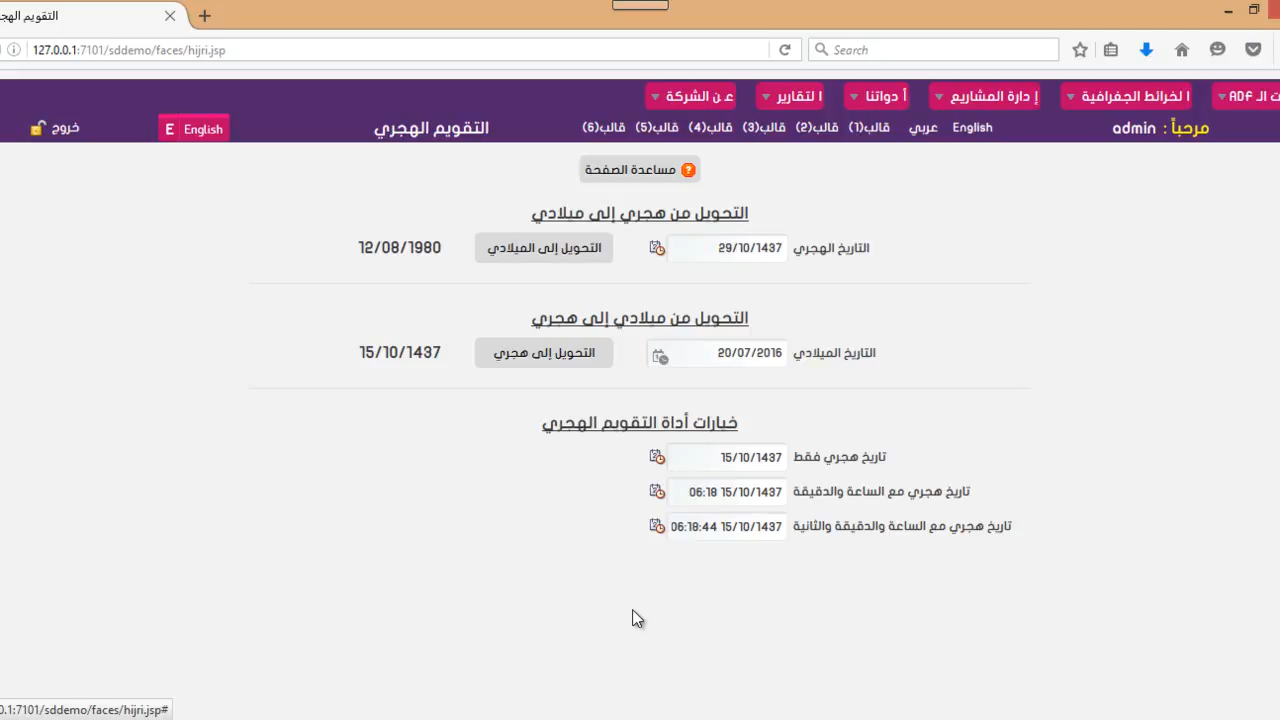 التقويم الهج
127.0.0.1:7101/sddemo/faces/hijri.jsp
Search
ت الـ ADF
الخرائط الجغرافية
إدارة المشاريع
أدواتنا
التقارير
عن الشركة
مرحباً : admin
English عربي قالب(1) قالب(2) قالب(3) قالب(4) قالب(5) قالب(6)
التقويم الهجري
E English
خروج
مساعدة الصفحة
التحويل من هجري إلى ميلادي
التاريخ الهجري 29/10/1437 التحويل إلى الميلادي 12/08/1980
التحويل من ميلادي إلى هجري
التاريخ الميلادي 20/07/2016 التحويل إلى هجري 15/10/1437
خيارات أداة التقويم الهجري
تاريخ هجري فقط 15/10/1437
تاريخ هجري مع الساعة والدقيقة 15/10/1437 06:18
تاريخ هجري مع الساعة والدقيقة والثانية 15/10/1437 06:18:44
0.1:7101/sddemo/faces/hijri.jsp#